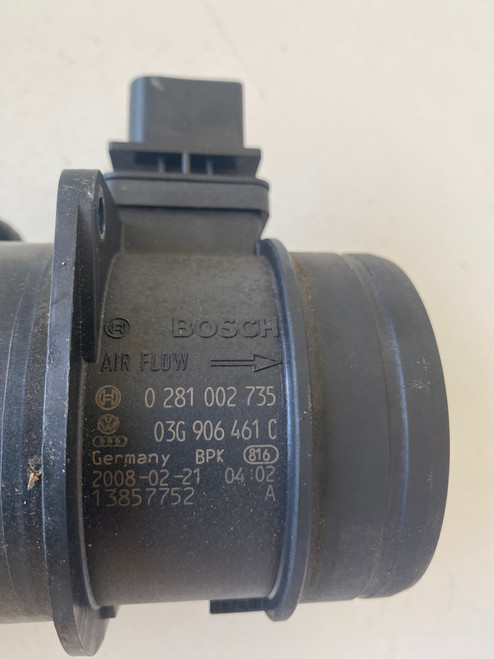 BOSCH
AIR FLOW
0 281 002 735
03G 906 461 C
Germany BPK 816
2008-02-21 04:02
13857752 A